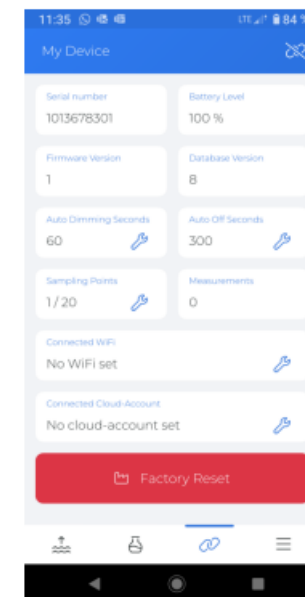 11:35 LTE 84 %
My Device
Serial number Battery Level
1013678301 100 %
Firmware Version Database Version
1 8
Auto Dimming Seconds Auto Off Seconds
60 300
Sampling Points Measurements
1/20 0
Connected WiFi
No WiFi set
Connected Cloud-Account
No cloud-account set
Factory Reset